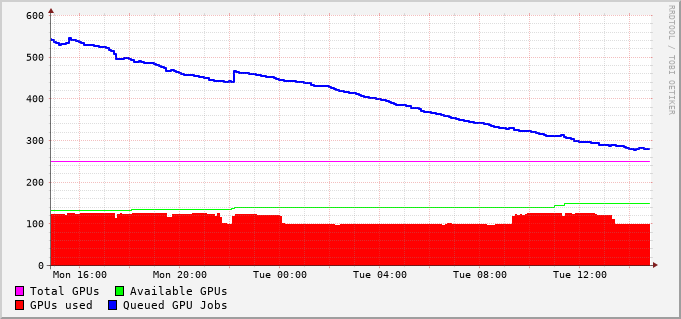 600
500
400
300
200
100
0
Mon 16:00 Mon 20:00 Tue 00:00 Tue 04:00 Tue 08:00 Tue 12:00
Total GPUs Available GPUs
GPUs used Queued GPU Jobs
RRDTOOL / TOBI OETIKER